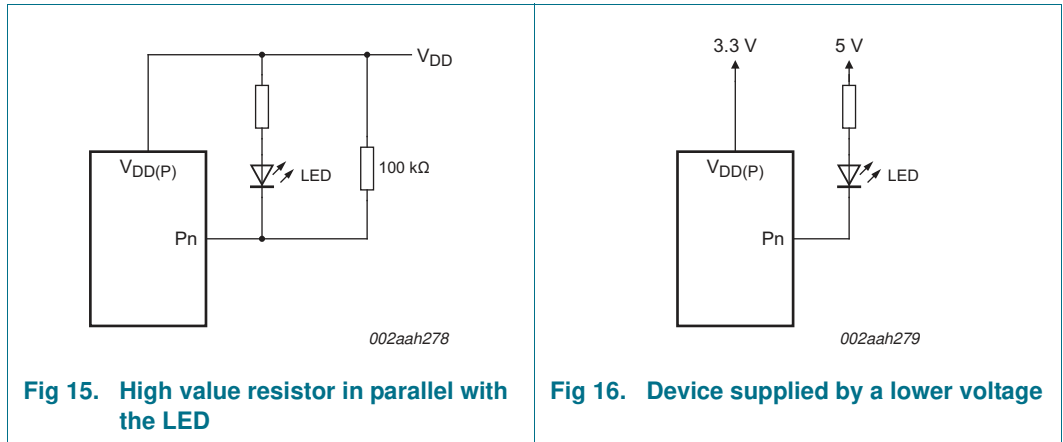 V_DD
V_DD(P)
LED
100 kΩ
Pn
002aah278
Fig 15. High value resistor in parallel with
the LED
3.3 V
5 V
V_DD(P)
LED
Pn
002aah279
Fig 16. Device supplied by a lower voltage